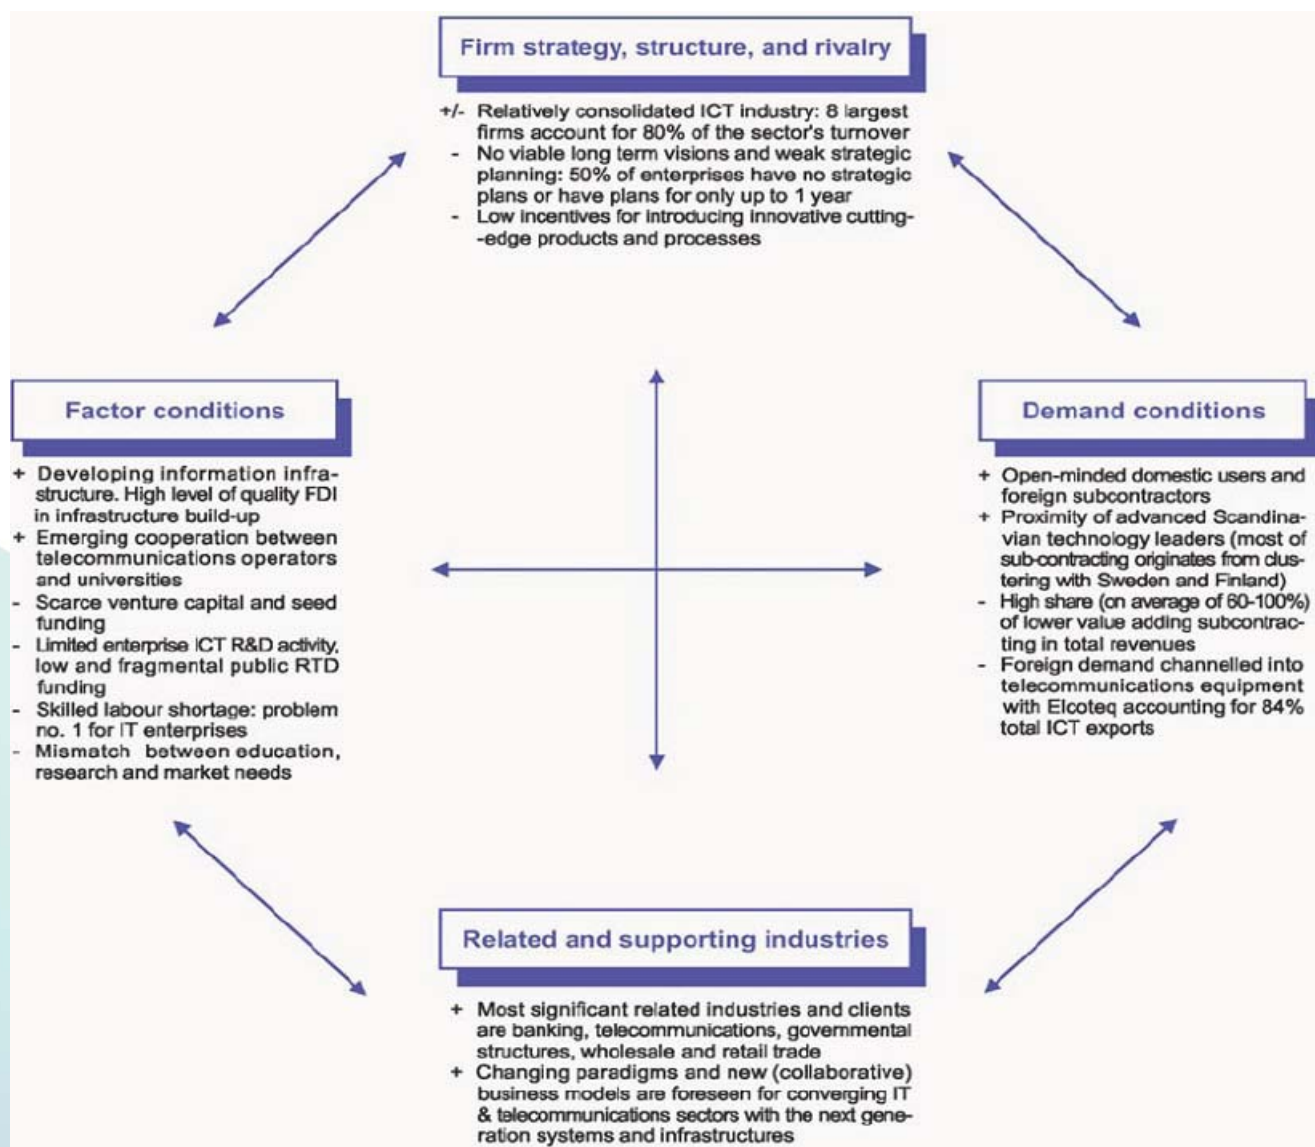 Firm strategy, structure, and rivalry
+/- Relatively consolidated ICT industry: 8 largest
firms account for 80% of the sector's turnover
- No viable long term visions and weak strategic
planning: 50% of enterprises have no strategic
plans or have plans for only up to 1 year
- Low incentives for introducing innovative cutting-
-edge products and processes
Factor conditions
+ Developing information infra-
structure. High level of quality FDI
in infrastructure build-up
+ Emerging cooperation between
telecommunications operators
and universities
- Scarce venture capital and seed
funding
- Limited enterprise ICT R&D activity,
low and fragmental public RTD
funding
- Skilled labour shortage: problem
no. 1 for IT enterprises
- Mismatch between education,
research and market needs
Demand conditions
+ Open-minded domestic users and
foreign subcontractors
+ Proximity of advanced Scandina-
vian technology leaders (most of
sub-contracting originates from clus-
tering with Sweden and Finland)
- High share (on average of 60-100%)
of lower value adding subcontrac-
ting in total revenues
- Foreign demand channelled into
telecommunications equipment
with Elcoteq accounting for 84%
total ICT exports
Related and supporting industries
+ Most significant related industries and clients
are banking, telecommunications, governmental
structures, wholesale and retail trade
+ Changing paradigms and new (collaborative)
business models are foreseen for converging IT
& telecommunications sectors with the next gene-
ration systems and infrastructures